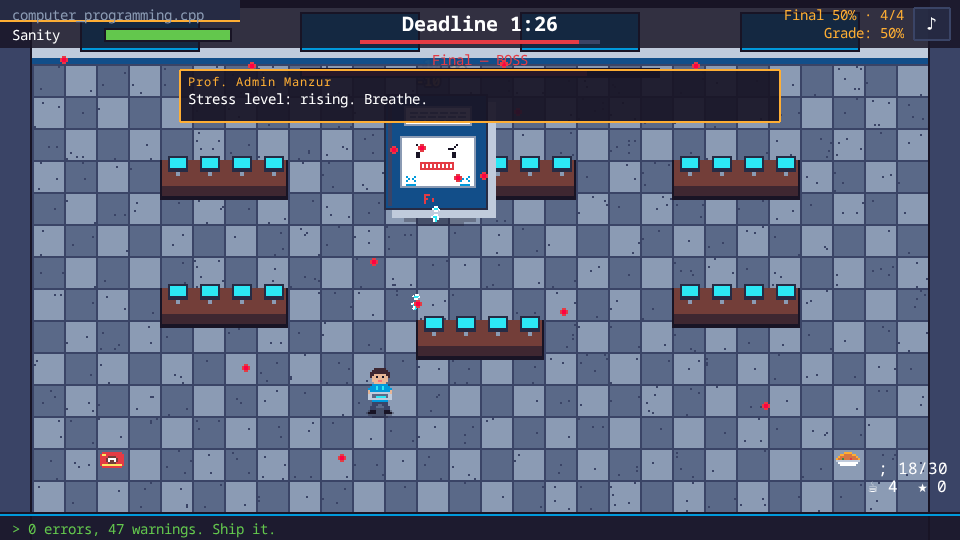 computer programming.cpp
Sanity
Deadline 1:26
Final 50% · 4/4
Grade: 50%
♪
Final — BOSS
Prof. Admin Manzur
Stress level: rising. Breathe.
; 18/30
☕ 4 ★ 0
> 0 errors, 47 warnings. Ship it.